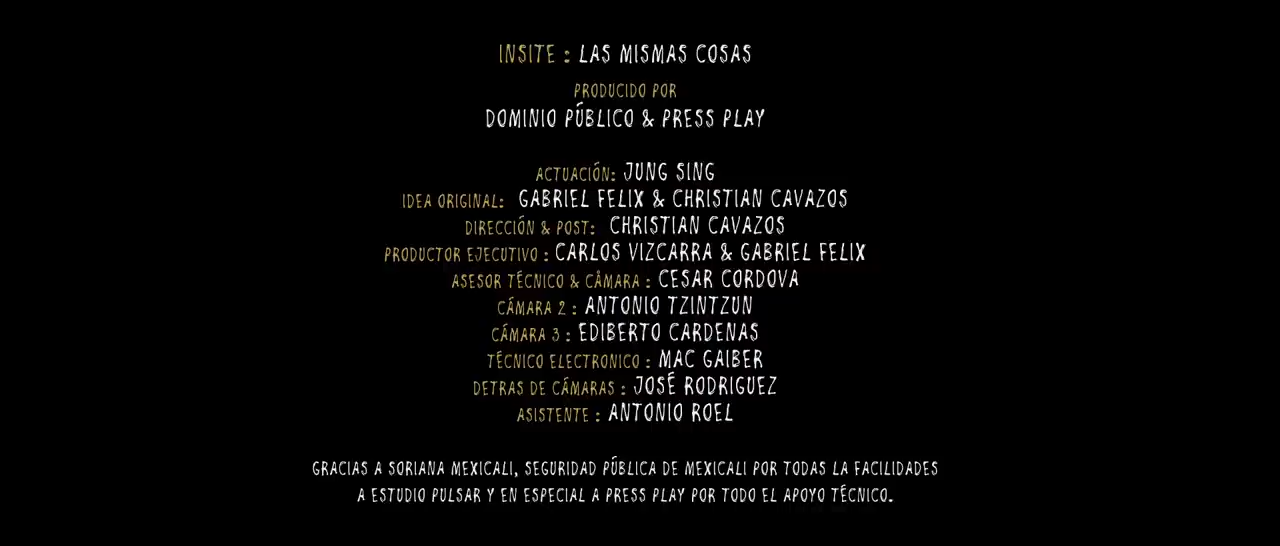 INSITE : LAS MISMAS COSAS
PRODUCIDO POR
DOMINIO PÚBLICO & PRESS PLAY
ACTUACIÓN: JUNG SING
IDEA ORIGINAL: GABRIEL FELIX & CHRISTIAN CAVAZOS
DIRECCIÓN & POST: CHRISTIAN CAVAZOS
PRODUCTOR EJECUTIVO : CARLOS VIZCARRA & GABRIEL FELIX
ASESOR TÉCNICO & CÁMARA : CESAR CORDOVA
CÁMARA 2 : ANTONIO TZINTZUN
CÁMARA 3 : EDIBERTO CARDENAS
TÉCNICO ELECTRONICO : MAC GAIBER
DETRAS DE CÁMARAS : JOSÉ RODRIGUEZ
ASISTENTE : ANTONIO ROEL
GRACIAS A SORIANA MEXICALI, SEGURIDAD PÚBLICA DE MEXICALI POR TODAS LA FACILIDADES
A ESTUDIO PULSAR Y EN ESPECIAL A PRESS PLAY POR TODO EL APOYO TÉCNICO.